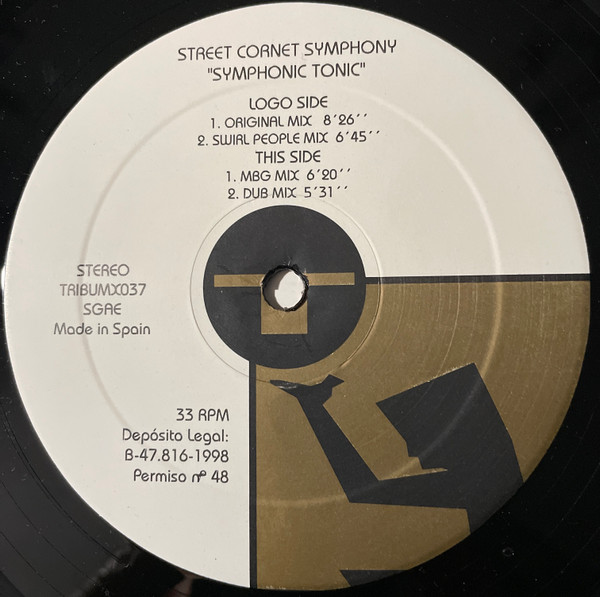 STREET CORNET SYMPHONY
"SYMPHONIC TONIC"
LOGO SIDE
1. ORIGINAL MIX 8´26´´
2. SWIRL PEOPLE MIX 6´45´´
THIS SIDE
1. MBG MIX 6´20´´
2. DUB MIX 5´31´´
STEREO
TRIBUMX037
SGAE
Made in Spain
33 RPM
Depósito Legal:
B-47.816-1998
Permiso nº 48